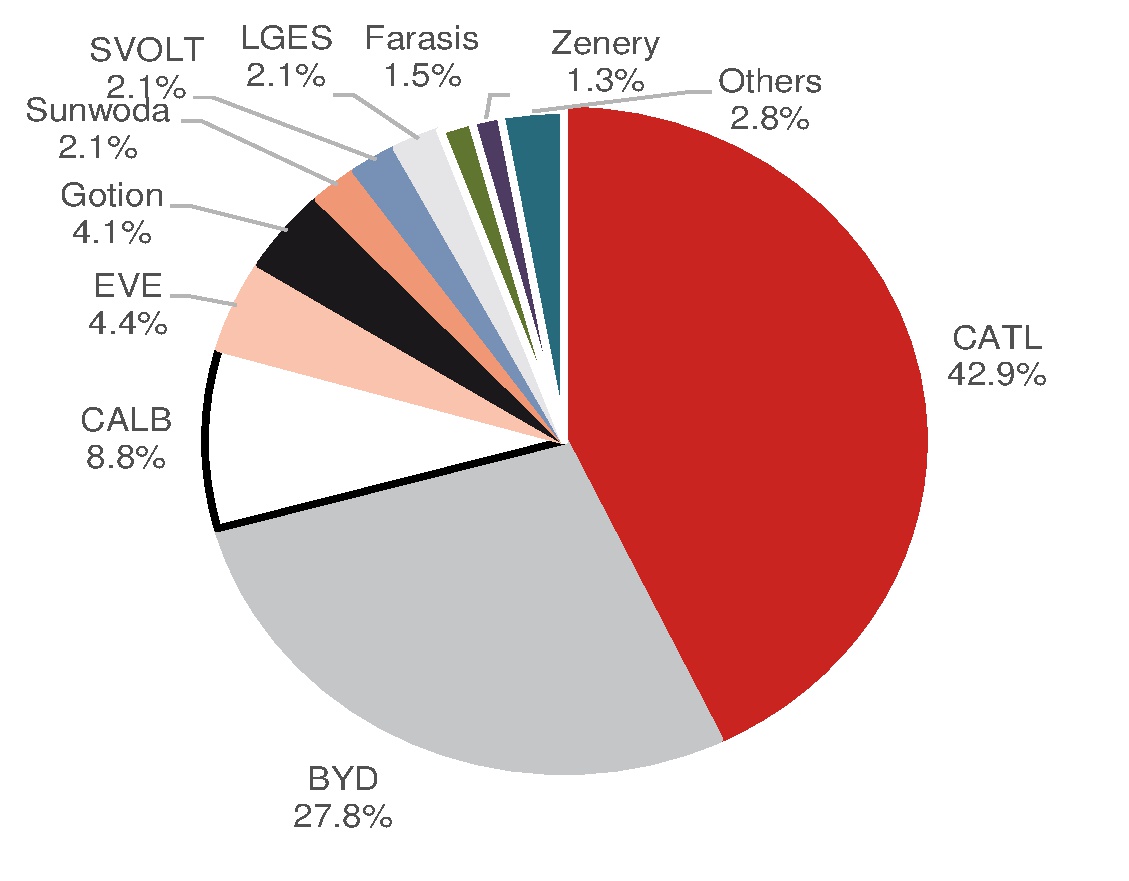 SVOLT
2.1%
LGES
2.1%
Farasis
1.5%
Zenery
1.3%
Others
2.8%
Sunwoda
2.1%
Gotion
4.1%
EVE
4.4%
CATL
42.9%
CALB
8.8%
BYD
27.8%